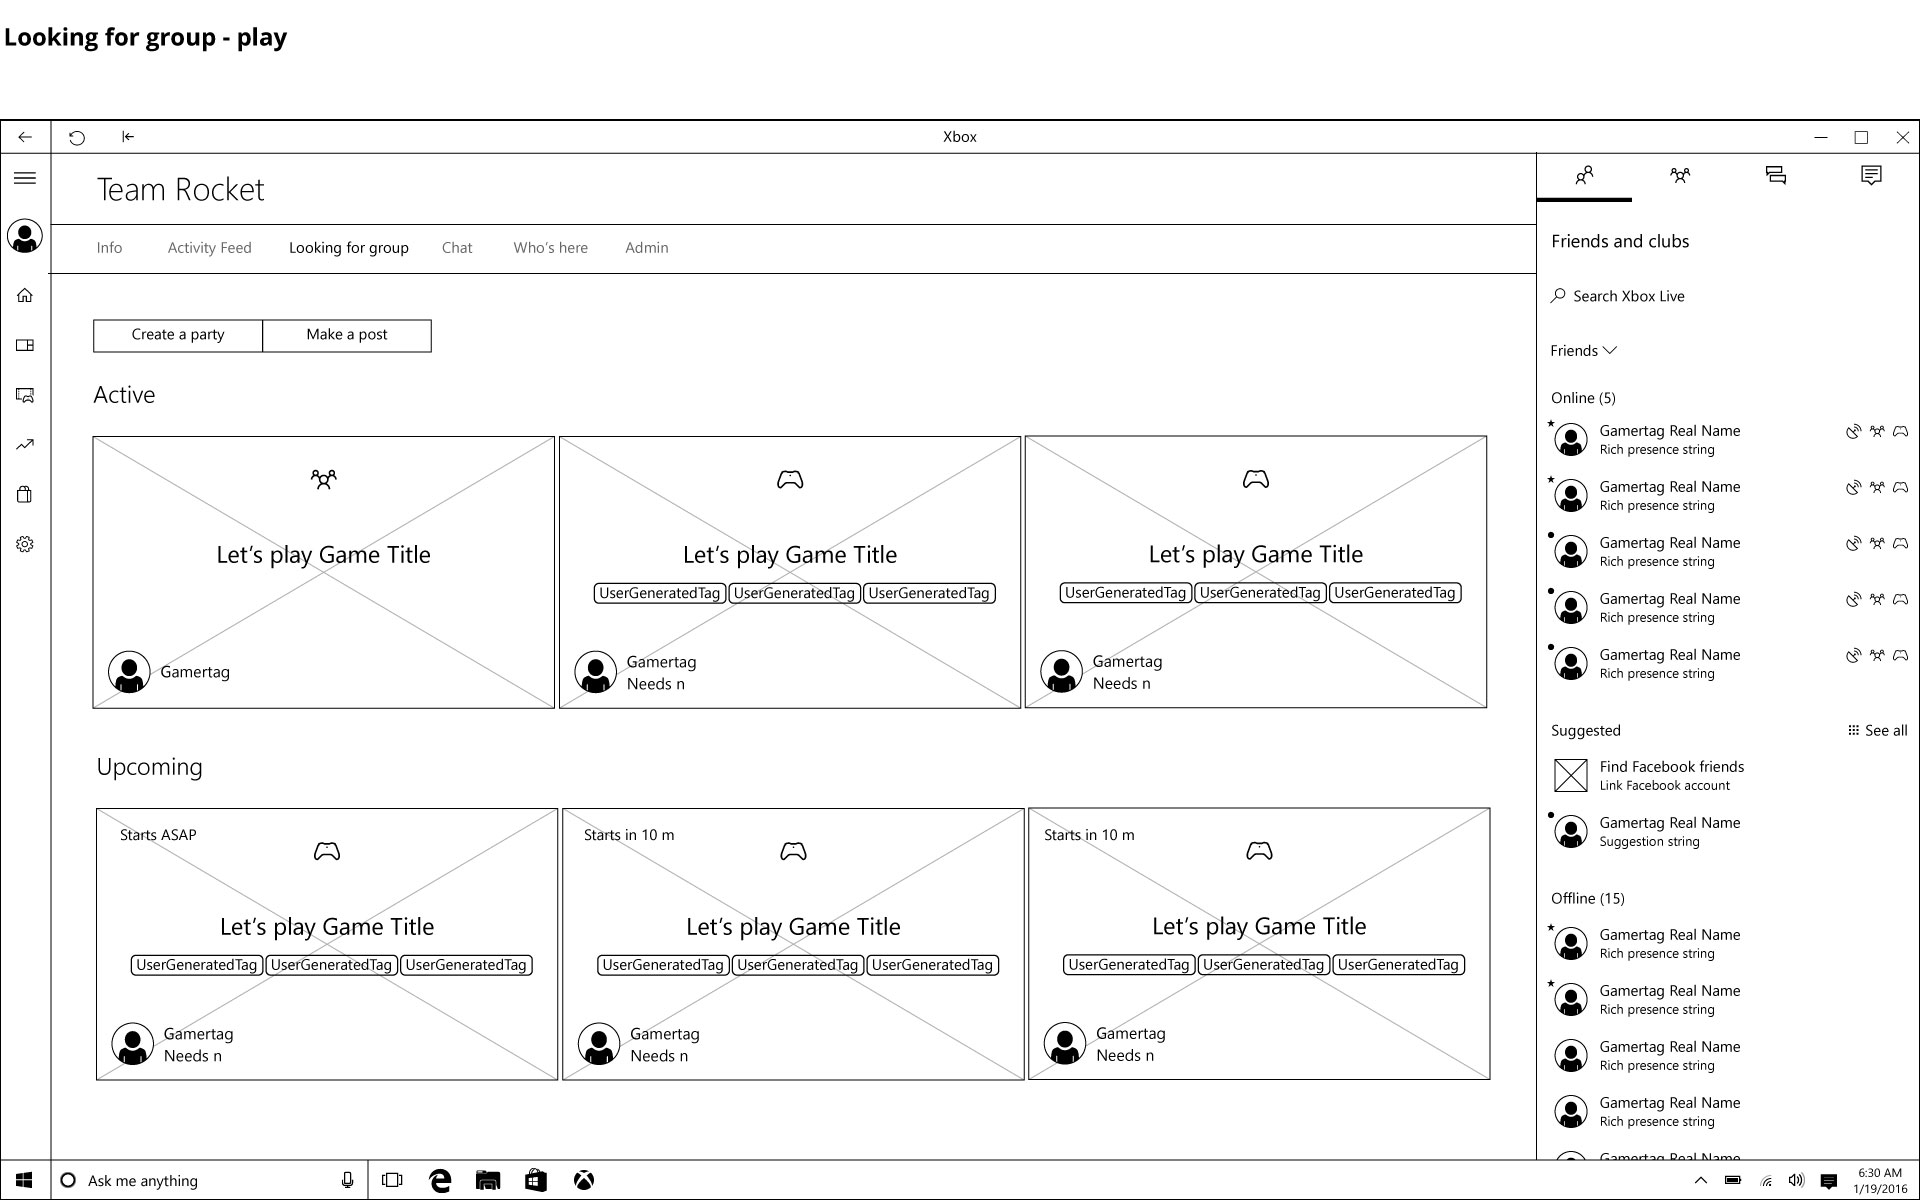 Looking for group - play
Xbox
Team Rocket
Info Activity Feed Looking for group Chat Who's here Admin
Create a party Make a post
Active
Let's play Game Title
Gamertag
Let's play Game Title
UserGeneratedTag UserGeneratedTag UserGeneratedTag
Gamertag
Needs n
Let's play Game Title
UserGeneratedTag UserGeneratedTag UserGeneratedTag
Gamertag
Needs n
Upcoming
Starts ASAP
Let's play Game Title
UserGeneratedTag UserGeneratedTag UserGeneratedTag
Gamertag
Needs n
Starts in 10 m
Let's play Game Title
UserGeneratedTag UserGeneratedTag UserGeneratedTag
Gamertag
Needs n
Starts in 10 m
Let's play Game Title
UserGeneratedTag UserGeneratedTag UserGeneratedTag
Gamertag
Needs n
Friends and clubs
Search Xbox Live
Friends
Online (5)
Gamertag Real Name
Rich presence string
Gamertag Real Name
Rich presence string
Gamertag Real Name
Rich presence string
Gamertag Real Name
Rich presence string
Gamertag Real Name
Rich presence string
Suggested See all
Find Facebook friends
Link Facebook account
Gamertag Real Name
Suggestion string
Offline (15)
Gamertag Real Name
Rich presence string
Gamertag Real Name
Rich presence string
Gamertag Real Name
Rich presence string
Gamertag Real Name
Rich presence string
Gamertag Real Name
Ask me anything
6:30 AM
1/19/2016